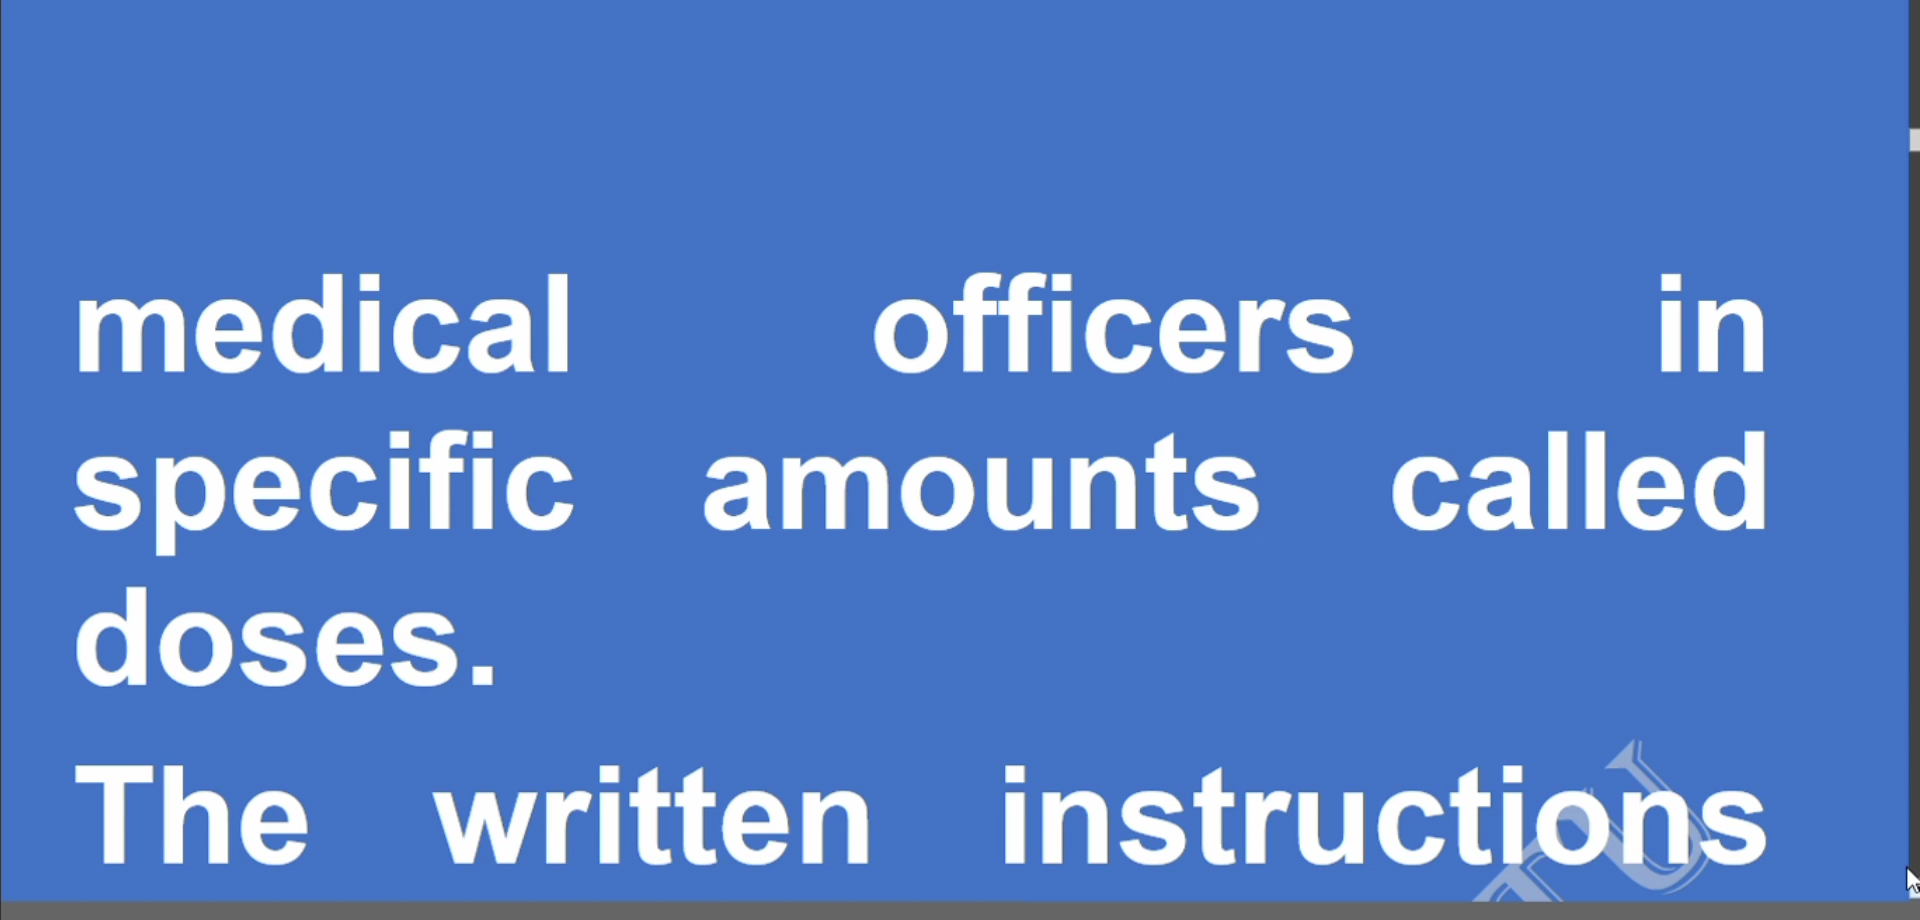 medical officers in
specific amounts called
doses.
The written instructions